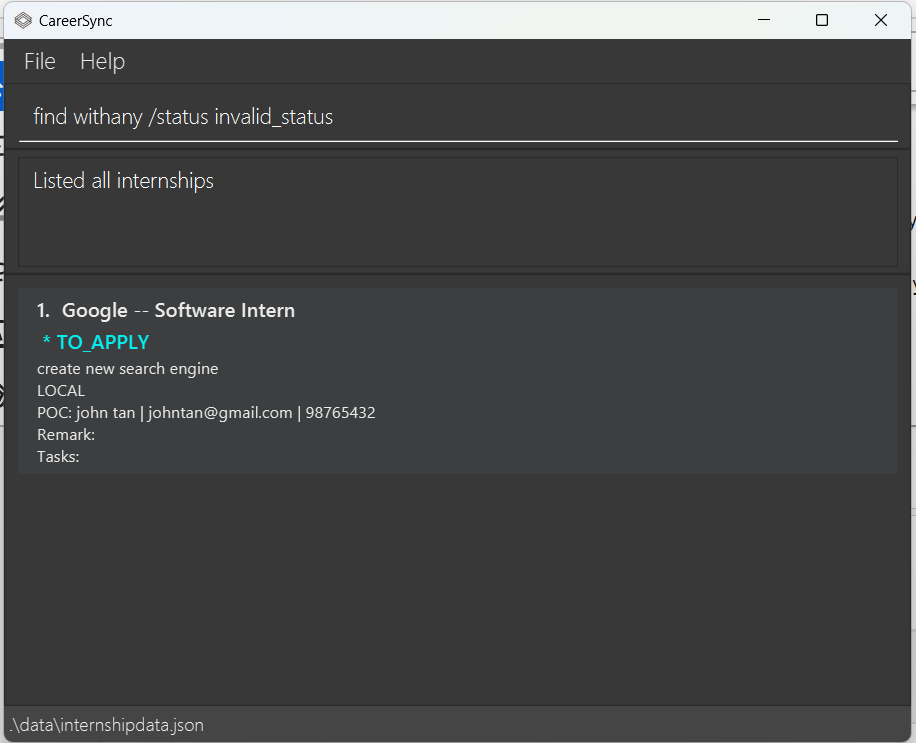 CareerSync
File Help
find withany /status invalid_status
Listed all internships
1. Google -- Software Intern
* TO_APPLY
create new search engine
LOCAL
POC: john tan | johntan@gmail.com | 98765432
Remark:
Tasks:
.\data\internshipdata.json